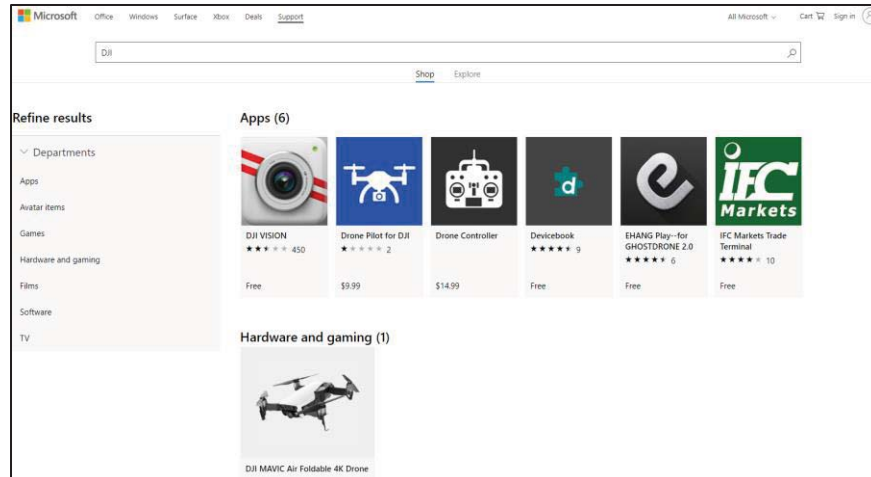 Microsoft Office Windows Surface Xbox Deals Support All Microsoft Cart Sign in
DJI
Shop Explore
Refine results
Departments
Apps
Avatar items
Games
Hardware and gaming
Films
Software
TV
Apps (6)
d
e
IFC
Markets
DJI VISION
450
Free
Drone Pilot for DJI
2
$9.99
Drone Controller
$14.99
Devicebook
9
Free
EHANG Play--for
GHOSTDRONE 2.0
6
Free
IFC Markets Trade
Terminal
10
Free
Hardware and gaming (1)
DJI MAVIC Air Foldable 4K Drone